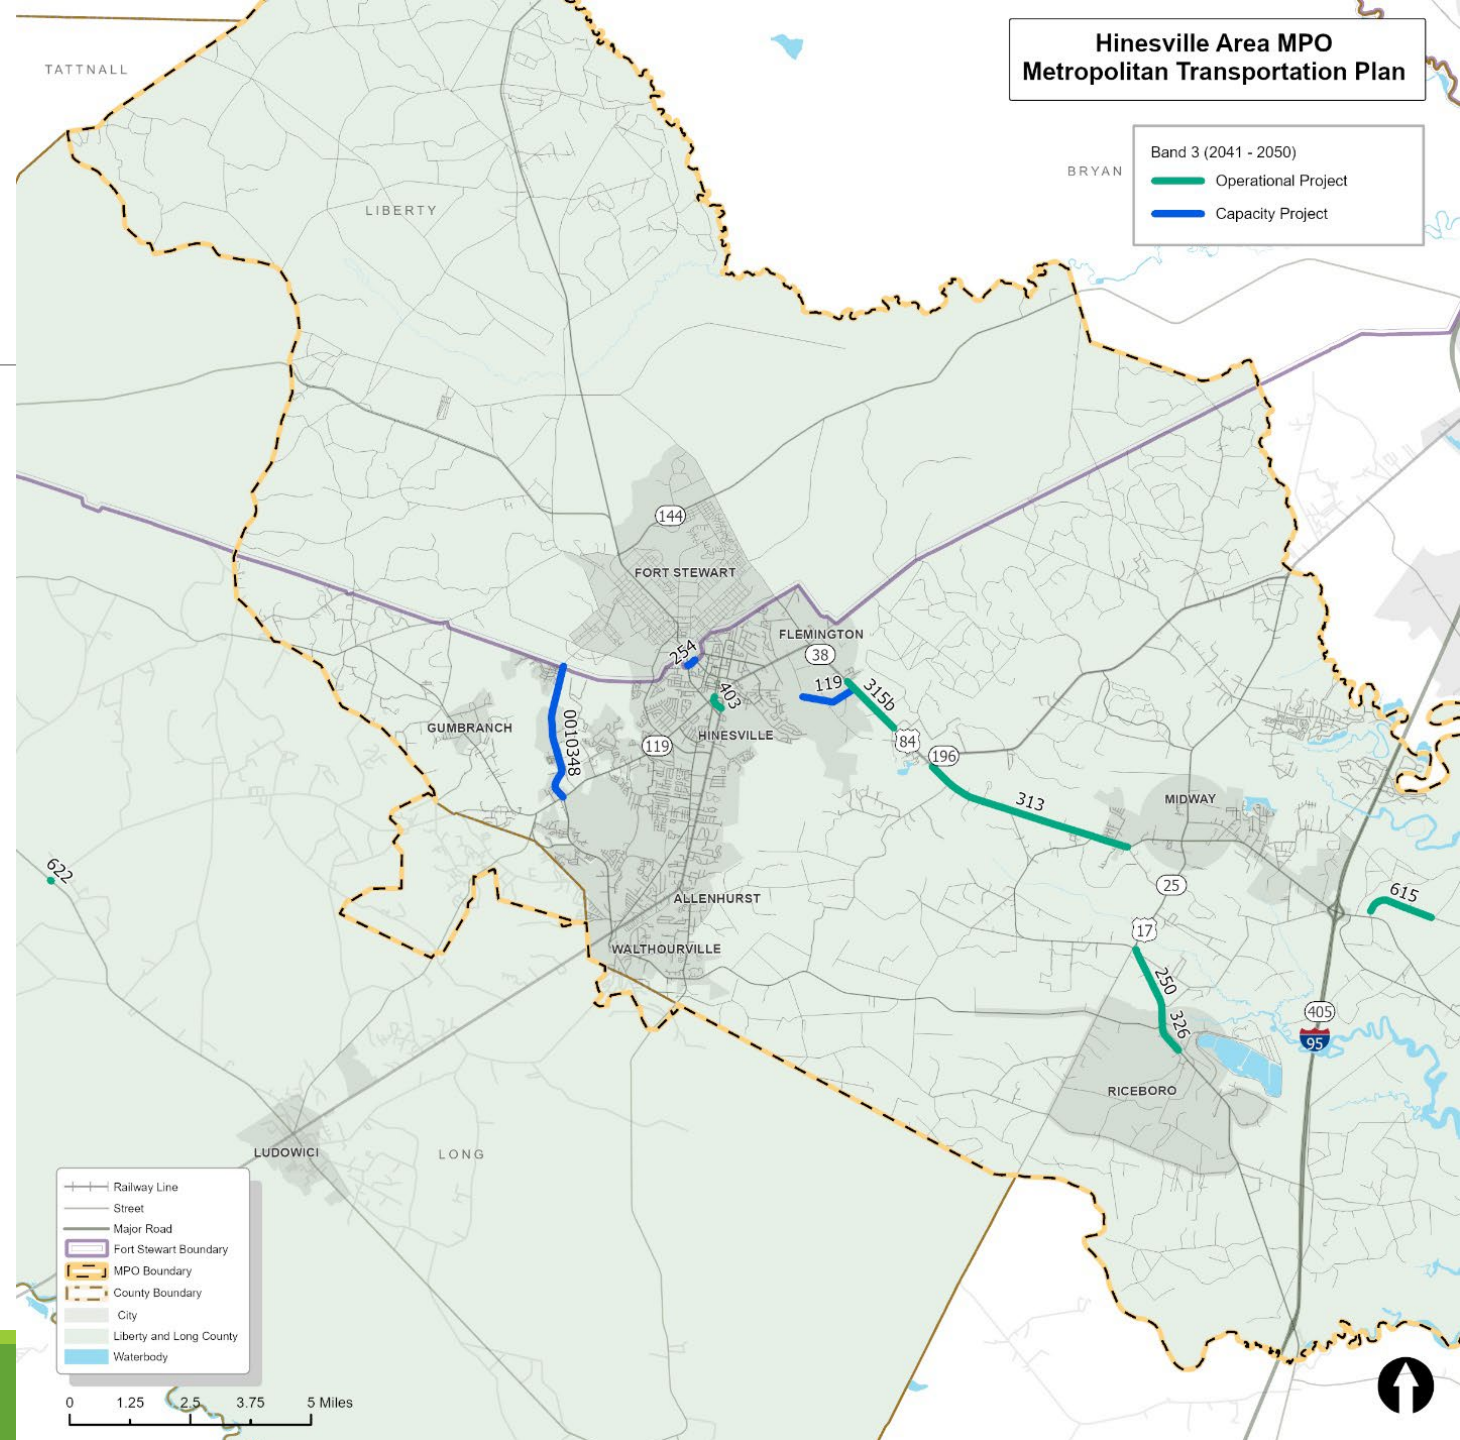 Hinesville Area MPO
Metropolitan Transportation Plan
Band 3 (2041 - 2050)
Operational Project
Capacity Project
TATTNALL
BRYAN
LIBERTY
144
FORT STEWART
FLEMINGTON
38
254
119
315b
403
GUMBRANCH
0010348
119
HINESVILLE
84
196
313
MIDWAY
622
25
615
ALLENHURST
17
WALTHOURVILLE
250
326
405
95
RICEBORO
LUDOWICI
LONG
Railway Line
Street
Major Road
Fort Stewart Boundary
MPO Boundary
County Boundary
City
Liberty and Long County
Waterbody
0 1.25 2.5 3.75 5 Miles